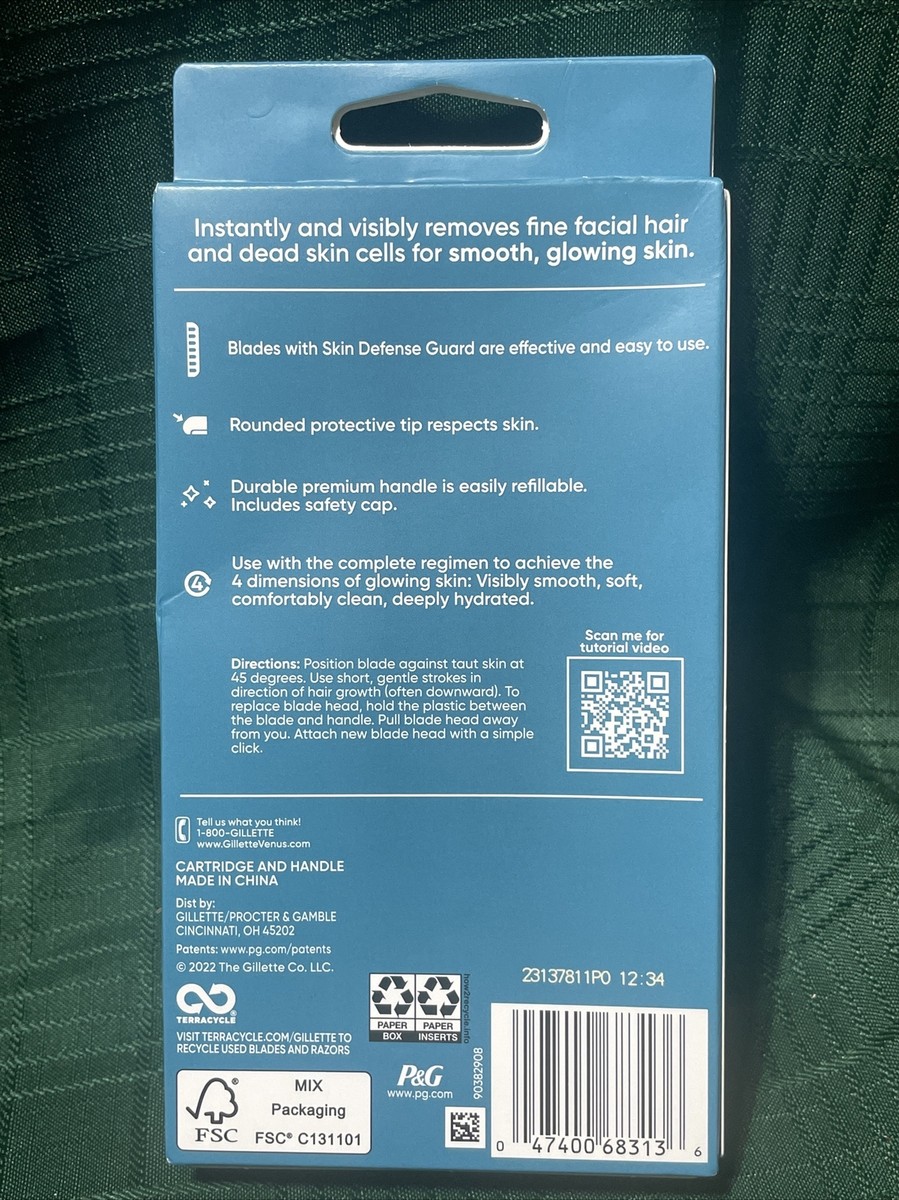 Instantly and visibly removes fine facial hair
and dead skin cells for smooth, glowing skin.
Blades with Skin Defense Guard are effective and easy to use.
Rounded protective tip respects skin.
Durable premium handle is easily refillable.
Includes safety cap.
4
Use with the complete regimen to achieve the
4 dimensions of glowing skin: Visibly smooth, soft,
comfortably clean, deeply hydrated.
Scan me for
tutorial video
Directions: Position blade against taut skin at
45 degrees. Use short, gentle strokes in
direction of hair growth (often downward). To
replace blade head, hold the plastic between
the blade and handle. Pull blade head away
from you. Attach new blade head with a simple
click.
Tell us what you think!
1-800-GILLETTE
www.GilletteVenus.com
CARTRIDGE AND HANDLE
MADE IN CHINA
Dist by:
GILLETTE/PROCTER & GAMBLE
CINCINNATI, OH 45202
Patents: www.pg.com/patents
© 2022 The Gillette Co. LLC.
TERRACYCLE®
VISIT TERRACYCLE.COM/GILLETTE TO
RECYCLE USED BLADES AND RAZORS
PAPER BOX
PAPER INSERTS
how2recycle.info
23137811P0 12:34
P&G
www.pg.com
90382908
FSC®
MIX
Packaging
FSC® C131101
0 47400 68313 6